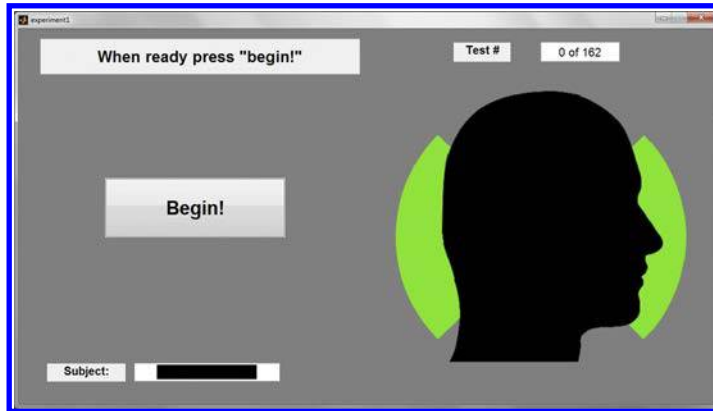 experiment1
When ready press "begin!"
Test #
0 of 162
Begin!
Subject: